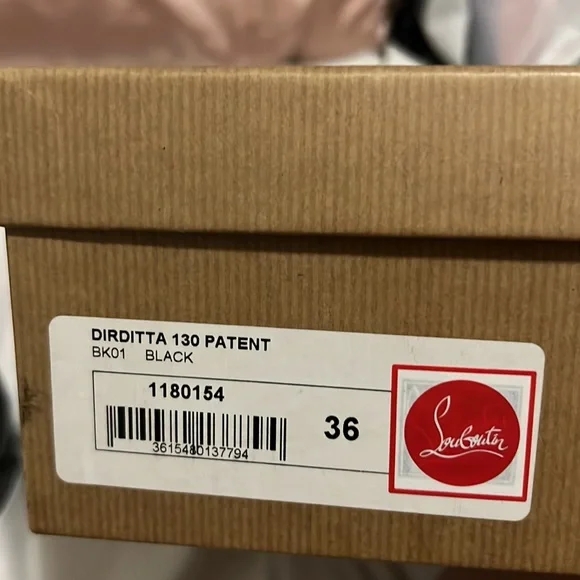 DIRDITTA 130 PATENT
BK01 BLACK
1180154
36
3615480137794
Louboutin